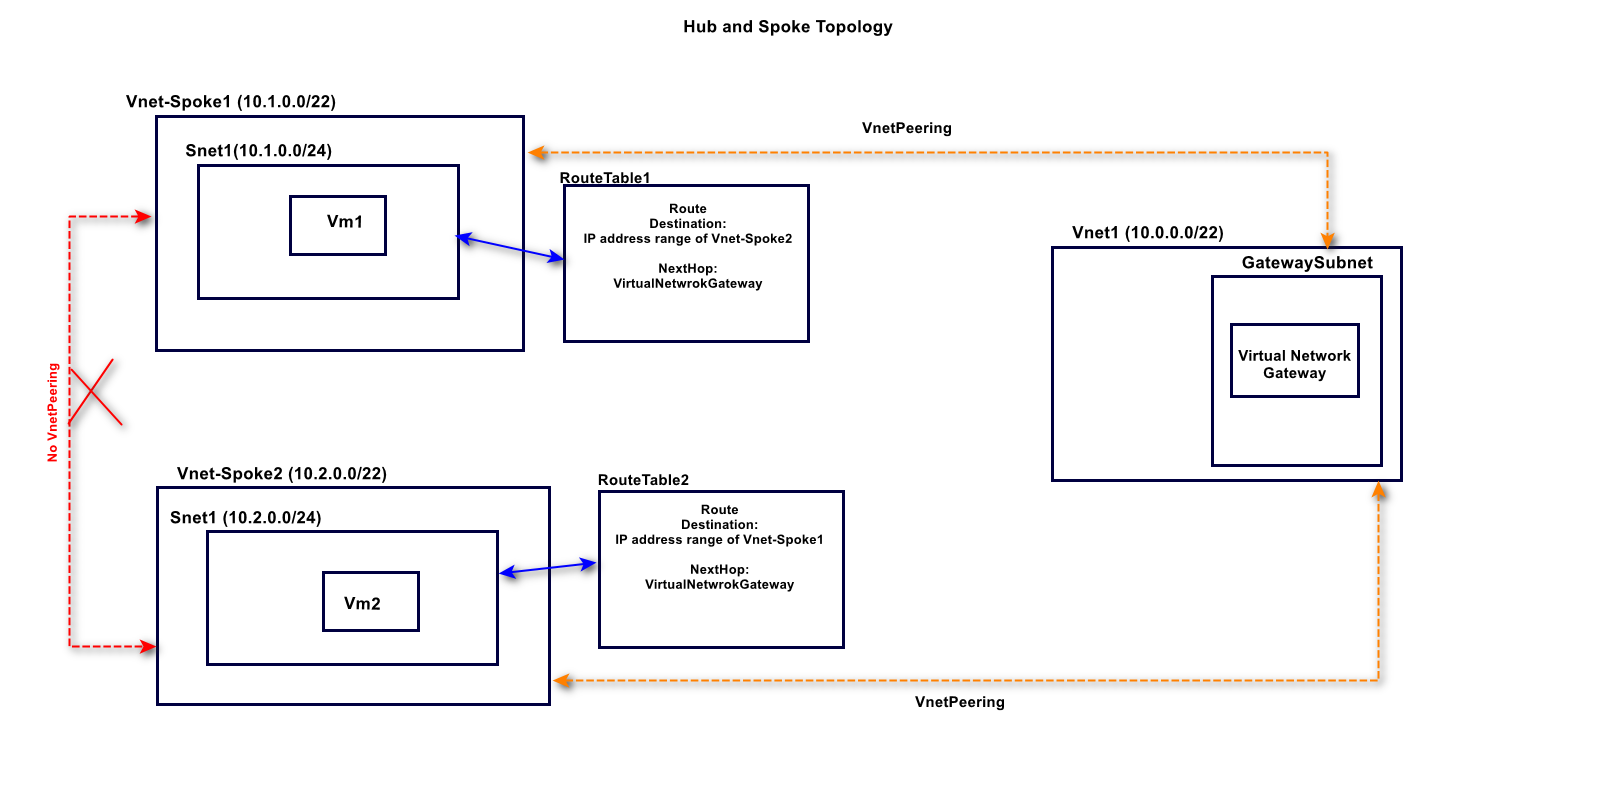 Hub and Spoke Topology
Vnet-Spoke1 (10.1.0.0/22)
Snet1(10.1.0.0/24)
Vm1
RouteTable1
Route
Destination:
IP address range of Vnet-Spoke2
NextHop:
VirtualNetwrokGateway
VnetPeering
Vnet1 (10.0.0.0/22)
GatewaySubnet
Virtual Network
Gateway
No VnetPeering
Vnet-Spoke2 (10.2.0.0/22)
Snet1 (10.2.0.0/24)
Vm2
RouteTable2
Route
Destination:
IP address range of Vnet-Spoke1
NextHop:
VirtualNetwrokGateway
VnetPeering